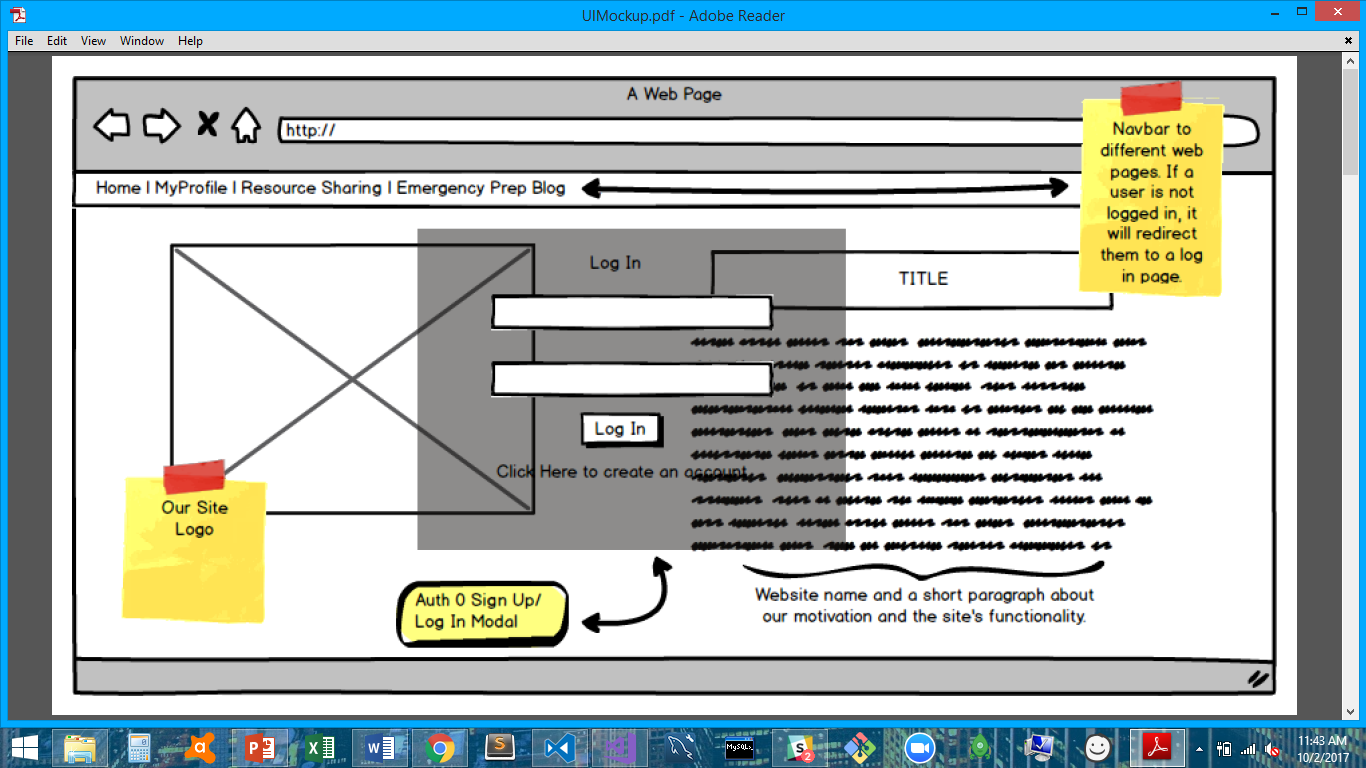 UIMockup.pdf - Adobe Reader
File Edit View Window Help
A Web Page
http://
Navbar to
different web
pages. If a
user is not
logged in, it
will redirect
them to a log
in page.
Home | MyProfile | Resource Sharing | Emergency Prep Blog
Log In
TITLE
Log In
Click Here to create an account
Our Site
Logo
Auth 0 Sign Up/
Log In Modal
Website name and a short paragraph about
our motivation and the site's functionality.
MySQL
2
11:43 AM
10/2/2017